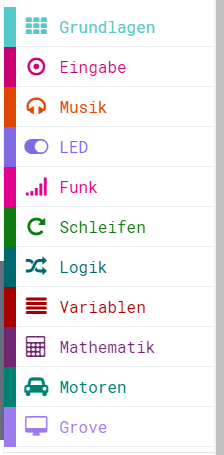 Grundlagen
Eingabe
Musik
LED
Funk
Schleifen
Logik
Variablen
Mathematik
Motoren
Grove